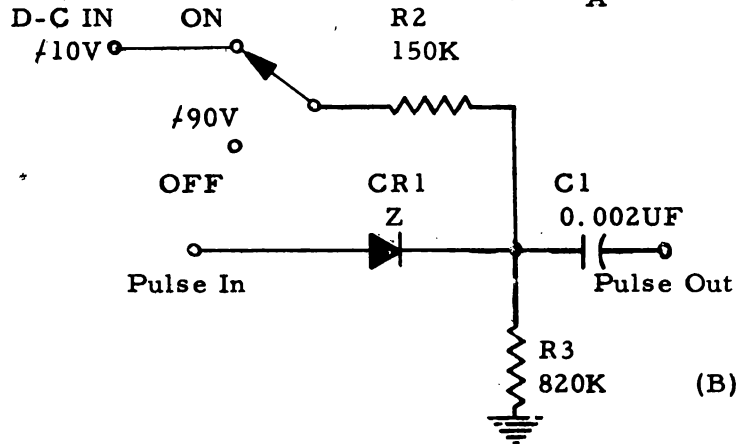 A
D-C IN ON R2
+10V 150K
+90V
OFF CR1 C1
Z 0.002UF
Pulse In Pulse Out
R3
820K (B)